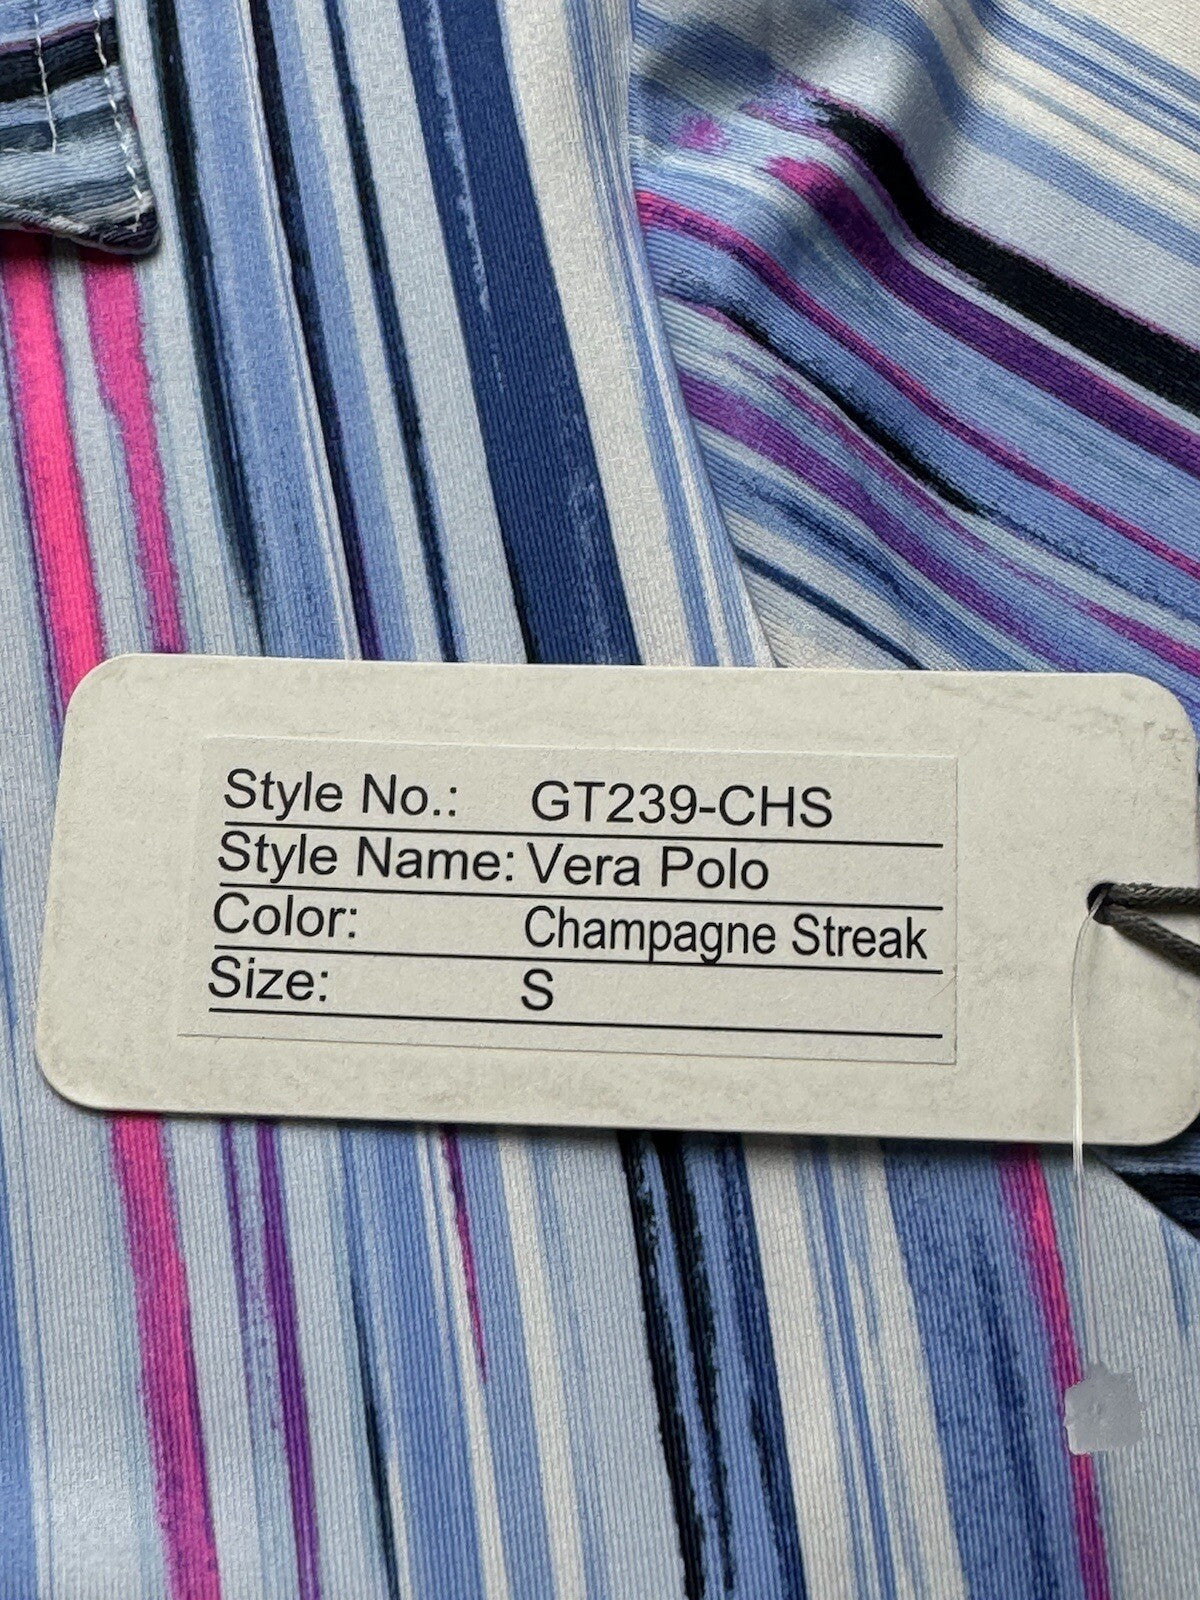 Style No.: GT239-CHS
Style Name: Vera Polo
Color: Champagne Streak
Size: S